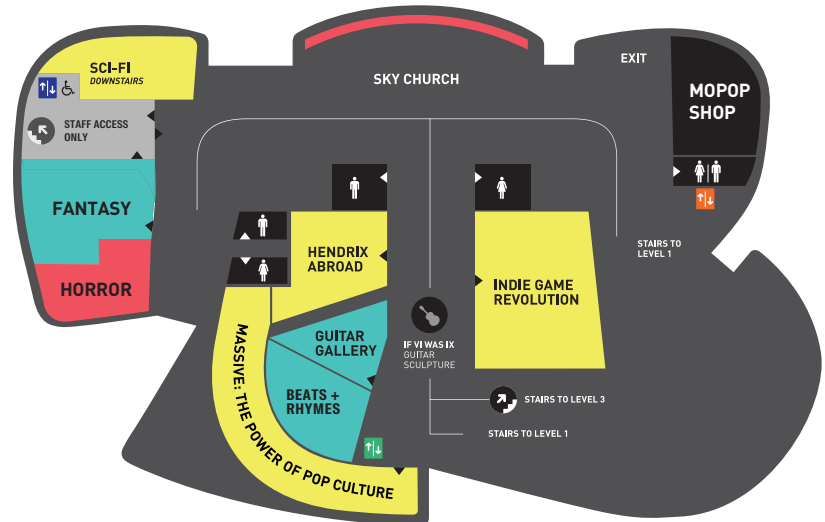 SCI-FI
DOWNSTAIRS
STAFF ACCESS
ONLY
FANTASY
HORROR
SKY CHURCH
EXIT
MOPOP
SHOP
STAIRS TO
LEVEL 1
HENDRIX
ABROAD
INDIE GAME
REVOLUTION
GUITAR
GALLERY
BEATS +
RHYMES
MASSIVE: THE POWER OF POP CULTURE
IF VI WAS IX
GUITAR
SCULPTURE
STAIRS TO LEVEL 3
STAIRS TO LEVEL 1